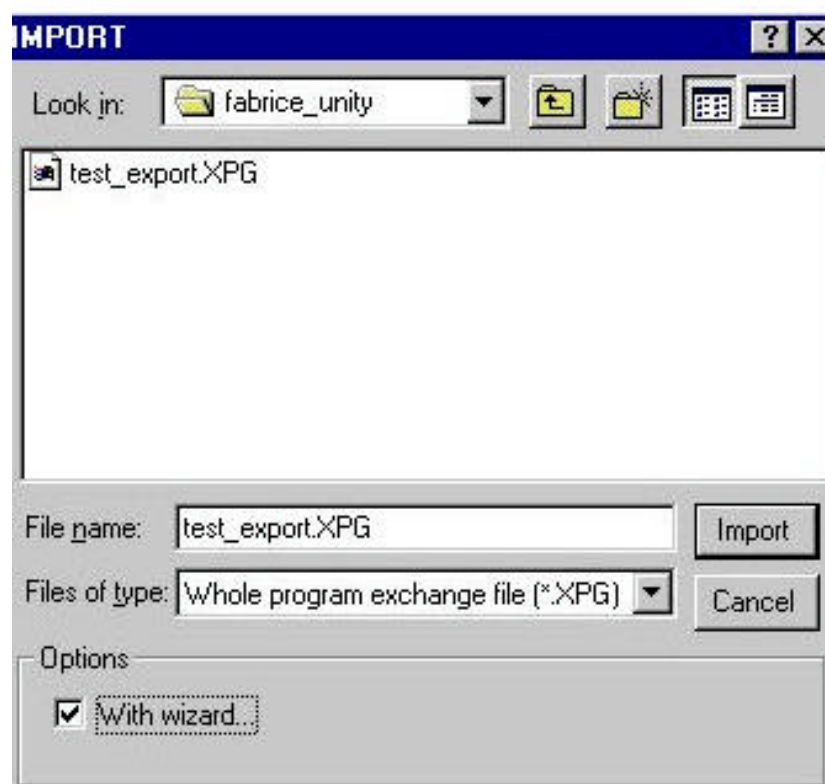 IMPORT
Look in: fabrice_unity
test_export.XPG
File name: test_export.XPG Import
Files of type: Whole program exchange file (*.XPG) Cancel
Options
With wizard...